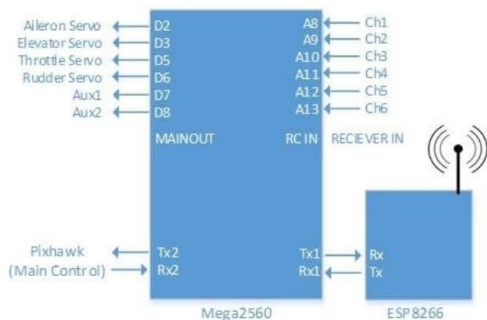 Aileron Servo D2 A8 Ch1
Elevator Servo D3 A9 Ch2
Throttle Servo D5 A10 Ch3
Rudder Servo D6 A11 Ch4
Aux1 D7 A12 Ch5
Aux2 D8 A13 Ch6
MAINOUT RC IN RECIEVER IN
Pixhawk Tx2 Tx1 Rx
(Main Control) Rx2 Rx1 Tx
Mega2560 ESP8266